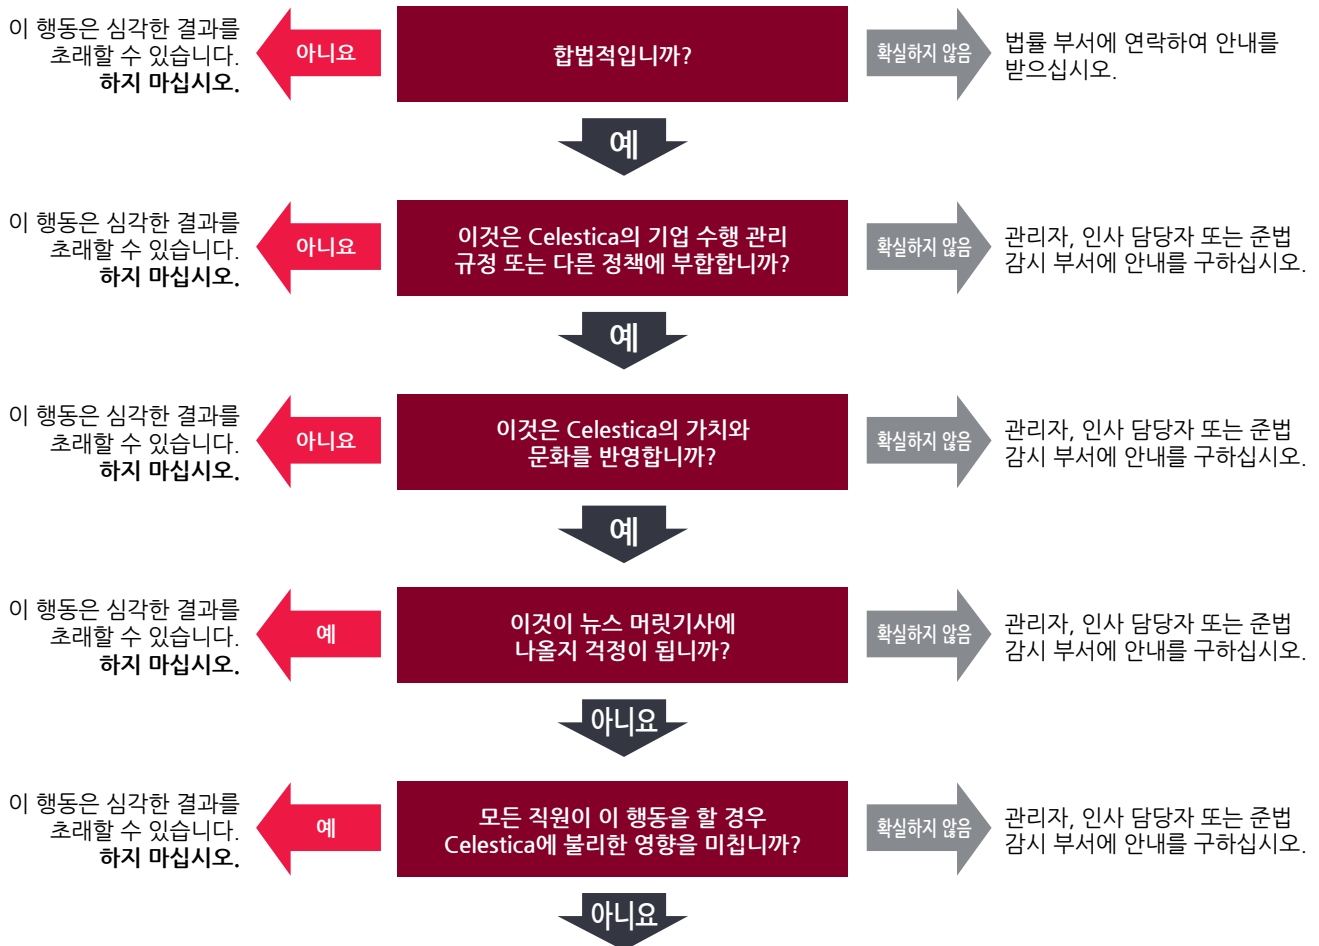 이 행동은 심각한 결과를
초래할 수 있습니다.
하지 마십시오.
아니요
합법적입니까?
확실하지 않음
법률 부서에 연락하여 안내를
받으십시오.
예
이 행동은 심각한 결과를
초래할 수 있습니다.
하지 마십시오.
아니요
이것은 Celestica의 기업 수행 관리
규정 또는 다른 정책에 부합합니까?
확실하지 않음
관리자, 인사 담당자 또는 준법
감시 부서에 안내를 구하십시오.
예
이 행동은 심각한 결과를
초래할 수 있습니다.
하지 마십시오.
아니요
이것은 Celestica의 가치와
문화를 반영합니까?
확실하지 않음
관리자, 인사 담당자 또는 준법
감시 부서에 안내를 구하십시오.
예
이 행동은 심각한 결과를
초래할 수 있습니다.
하지 마십시오.
예
이것이 뉴스 머릿기사에
나올지 걱정이 됩니까?
확실하지 않음
관리자, 인사 담당자 또는 준법
감시 부서에 안내를 구하십시오.
아니요
이 행동은 심각한 결과를
초래할 수 있습니다.
하지 마십시오.
예
모든 직원이 이 행동을 할 경우
Celestica에 불리한 영향을 미칩니까?
확실하지 않음
관리자, 인사 담당자 또는 준법
감시 부서에 안내를 구하십시오.
아니요